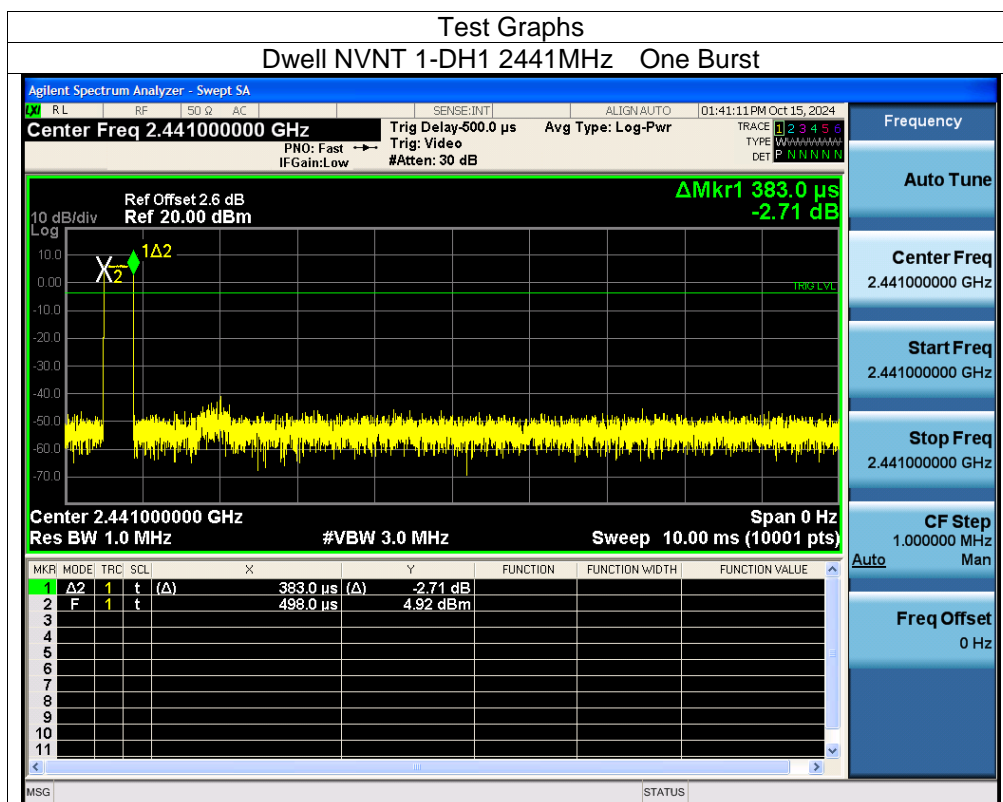 Test Graphs
Dwell NVNT 1-DH1 2441MHz One Burst
Agilent Spectrum Analyzer - Swept SA
LXI RL RF 50 Ω AC SENSE:INT ALIGN AUTO 01:41:11 PM Oct 15, 2024
Center Freq 2.441000000 GHz
PNO: Fast
IFGain:Low
Trig Delay-500.0 µs
Trig: Video
#Atten: 30 dB
Avg Type: Log-Pwr
TRACE 1 2 3 4 5 6
TYPE WWWWWW
DET P N N N N N
ΔMkr1 383.0 µs
-2.71 dB
Ref Offset 2.6 dB
10 dB/div Ref 20.00 dBm
Log
10.0
0.00
-10.0
-20.0
-30.0
-40.0
-50.0
-60.0
-70.0
X2
1Δ2
TRIG LVL
Center 2.441000000 GHz Span 0 Hz
Res BW 1.0 MHz #VBW 3.0 MHz Sweep 10.00 ms (10001 pts)
MKR MODE TRC SCL X Y FUNCTION FUNCTION WIDTH FUNCTION VALUE
1 Δ2 1 t (Δ) 383.0 µs (Δ) -2.71 dB
2 F 1 t 498.0 µs 4.92 dBm
3
4
5
6
7
8
9
10
11
MSG STATUS
Frequency
Auto Tune
Center Freq
2.441000000 GHz
Start Freq
2.441000000 GHz
Stop Freq
2.441000000 GHz
CF Step
1.000000 MHz
Auto Man
Freq Offset
0 Hz